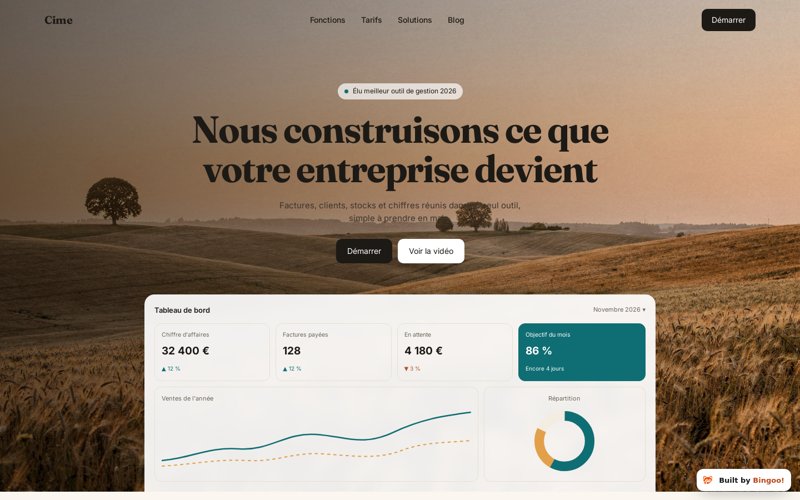 Cime
Fonctions
Tarifs
Solutions
Blog
Démarrer
Élu meilleur outil de gestion 2026
Nous construisons ce que
votre entreprise devient
Factures, clients, stocks et chiffres réunis seul outil,
simple à prendre en
Démarrer
Voir la vidéo
Tableau de bord
Novembre 2026 ▾
Chiffre d'affaires
32 400 €
▲ 12 %
Factures payées
128
▲ 12 %
En attente
4 180 €
▼ 3 %
Objectif du mois
86 %
Encore 4 jours
Ventes de l'année
Répartition
Built by Bingoo!